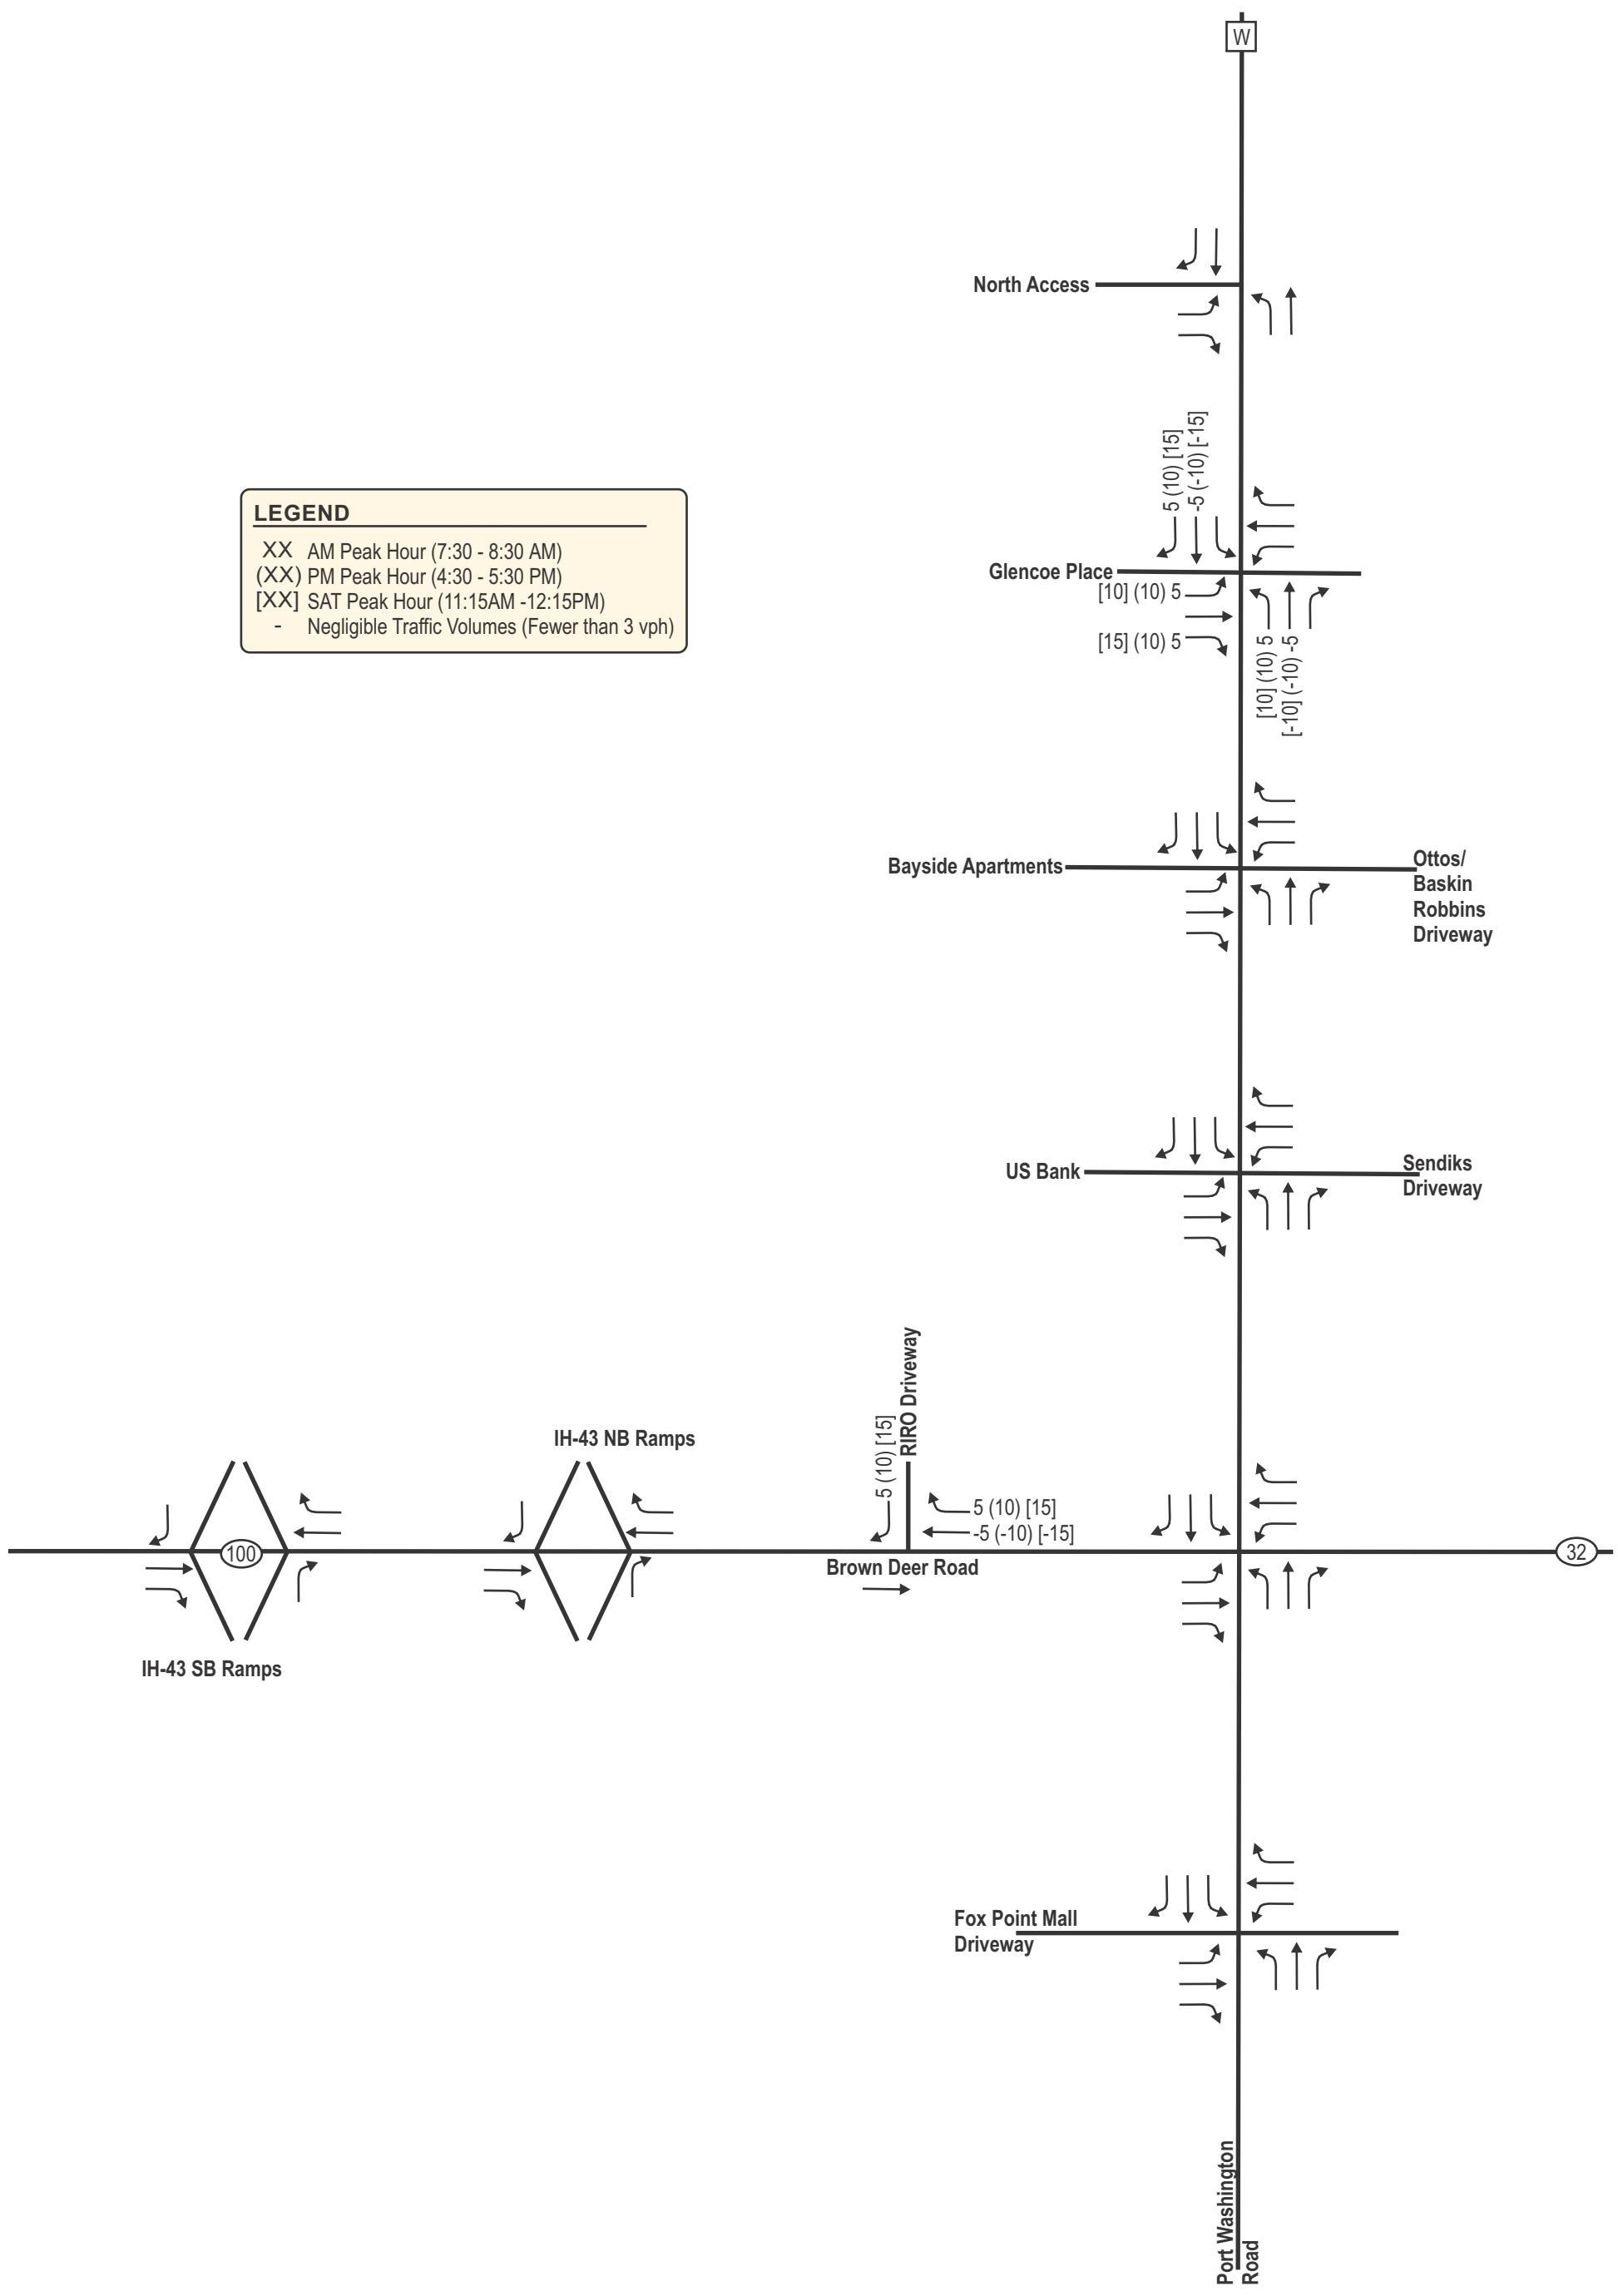 W
North Access
5 (10) [15]
-5 (-10) [-15]
LEGEND
XX AM Peak Hour (7:30 - 8:30 AM)
(XX) PM Peak Hour (4:30 - 5:30 PM)
[XX] SAT Peak Hour (11:15AM -12:15PM)
- Negligible Traffic Volumes (Fewer than 3 vph)
Glencoe Place
[10] (10) 5
[15] (10) 5
[10] (10) 5
[-10] (-10) -5
Bayside Apartments
Ottos/
Baskin
Robbins
Driveway
US Bank
Sendiks
Driveway
RIRO Driveway
5 (10) [15]
IH-43 NB Ramps
5 (10) [15]
-5 (-10) [-15]
100
Brown Deer Road
32
IH-43 SB Ramps
Fox Point Mall
Driveway
Port Washington
Road